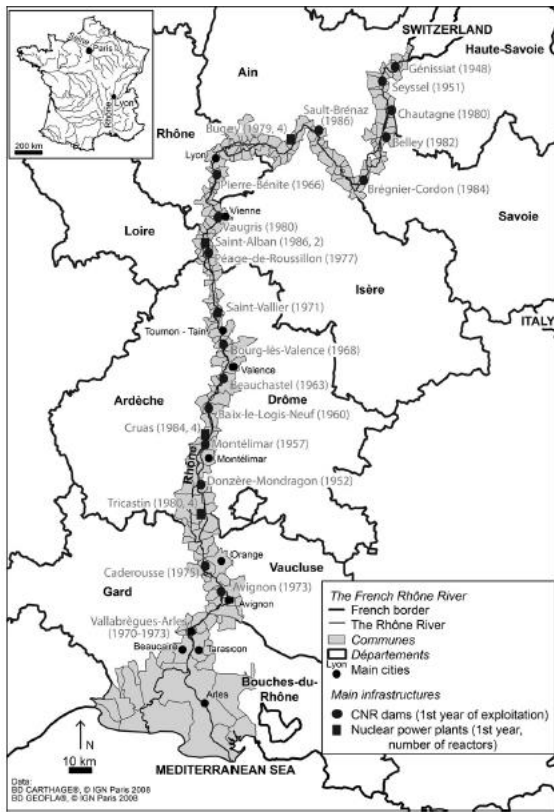 SWITZERLAND
Haute-Savoie
Seine
Paris
Lyon
Rhône
200 km
Ain
Génissiat (1948)
Seyssel (1951)
Sault-Brénaz
(1986)
Chautagne (1980)
Bugey (1979, 4)
Rhône
Belley (1982)
Lyon
Pierre-Bénite (1966)
Brégnier-Cordon (1984)
Savoie
Vienne
Vaugris (1980)
Loire
Saint-Alban (1986, 2)
Péage-de-Roussillon (1977)
Isère
Saint-Vallier (1971)
ITALY
Tournon - Tain
Bourg-lés-Valence (1968)
Valence
Beauchastel (1963)
Ardèche
Drôme
Baix-le-Logis-Neuf (1960)
Cruas (1984, 4)
Montélimar (1957)
Rhône
Montélimar
Donzère-Mondragon (1952)
Tricastin (1980, 4)
Orange
Vaucluse
Caderousse (1975)
Gard
Avignon (1973)
Avignon
Vallabrègues-Arles
(1970-1973)
Beaucaire
Tarascon
Bouches-du-
Rhône
Arles
N
10 km
MEDITERRANEAN SEA
The French Rhône River
French border
The Rhône River
Communes
Départements
Lyon
Main cities
Main infrastructures
CNR dams (1st year of exploitation)
Nuclear power plants (1st year,
number of reactors)
Data:
BD CARTHAGE®, © IGN Paris 2008
BD GEOFLA®, © IGN Paris 2008